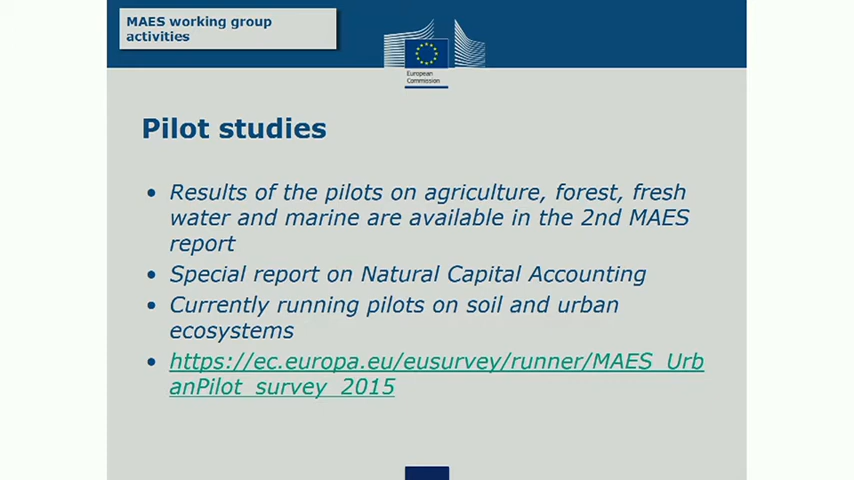 MAES working group
activities
European
Commission
Pilot studies
• Results of the pilots on agriculture, forest, fresh
water and marine are available in the 2nd MAES
report
• Special report on Natural Capital Accounting
• Currently running pilots on soil and urban
ecosystems
• https://ec.europa.eu/eusurvey/runner/MAES_Urb
anPilot_survey_2015